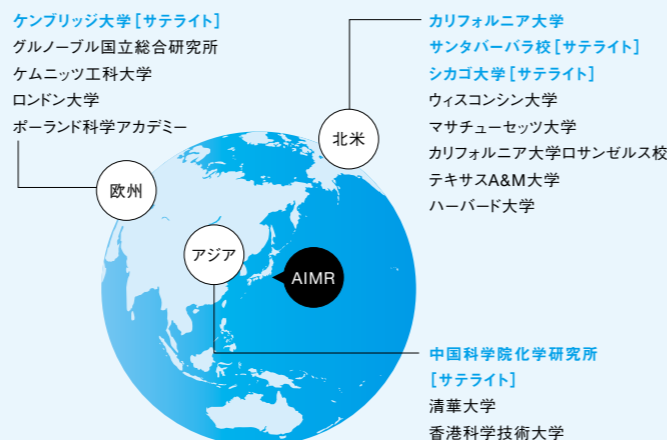 ケンブリッジ大学［サテライト］
グルノーブル国立総合研究所
ケムニッツ工科大学
ロンドン大学
ポーランド科学アカデミー
欧州
カリフォルニア大学
サンタバーバラ校［サテライト］
シカゴ大学［サテライト］
ウィスコンシン大学
マサチューセッツ大学
カリフォルニア大学ロサンゼルス校
テキサスA&M大学
ハーバード大学
北米
アジア
AIMR
中国科学院化学研究所
［サテライト］
清華大学
香港科学技術大学